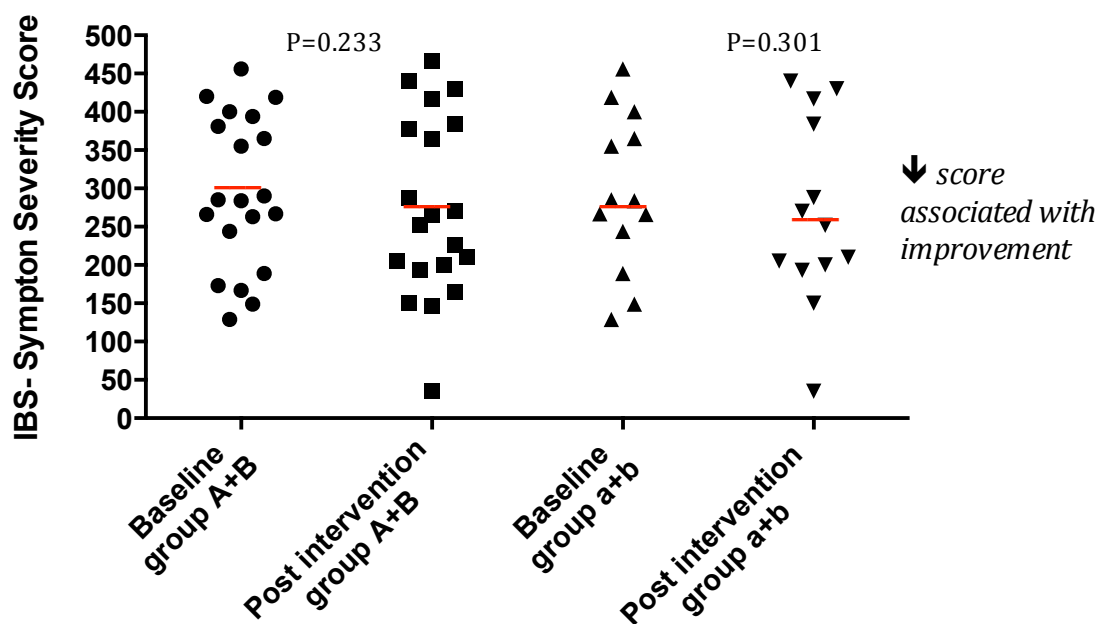 IBS- Sympton Severity Score
500
450
400
350
300
250
200
150
100
50
0
P=0.233
P=0.301
↓ score
associated with
improvement
Baseline
group A+B
Post intervention
group A+B
Baseline
group a+b
Post intervention
group a+b